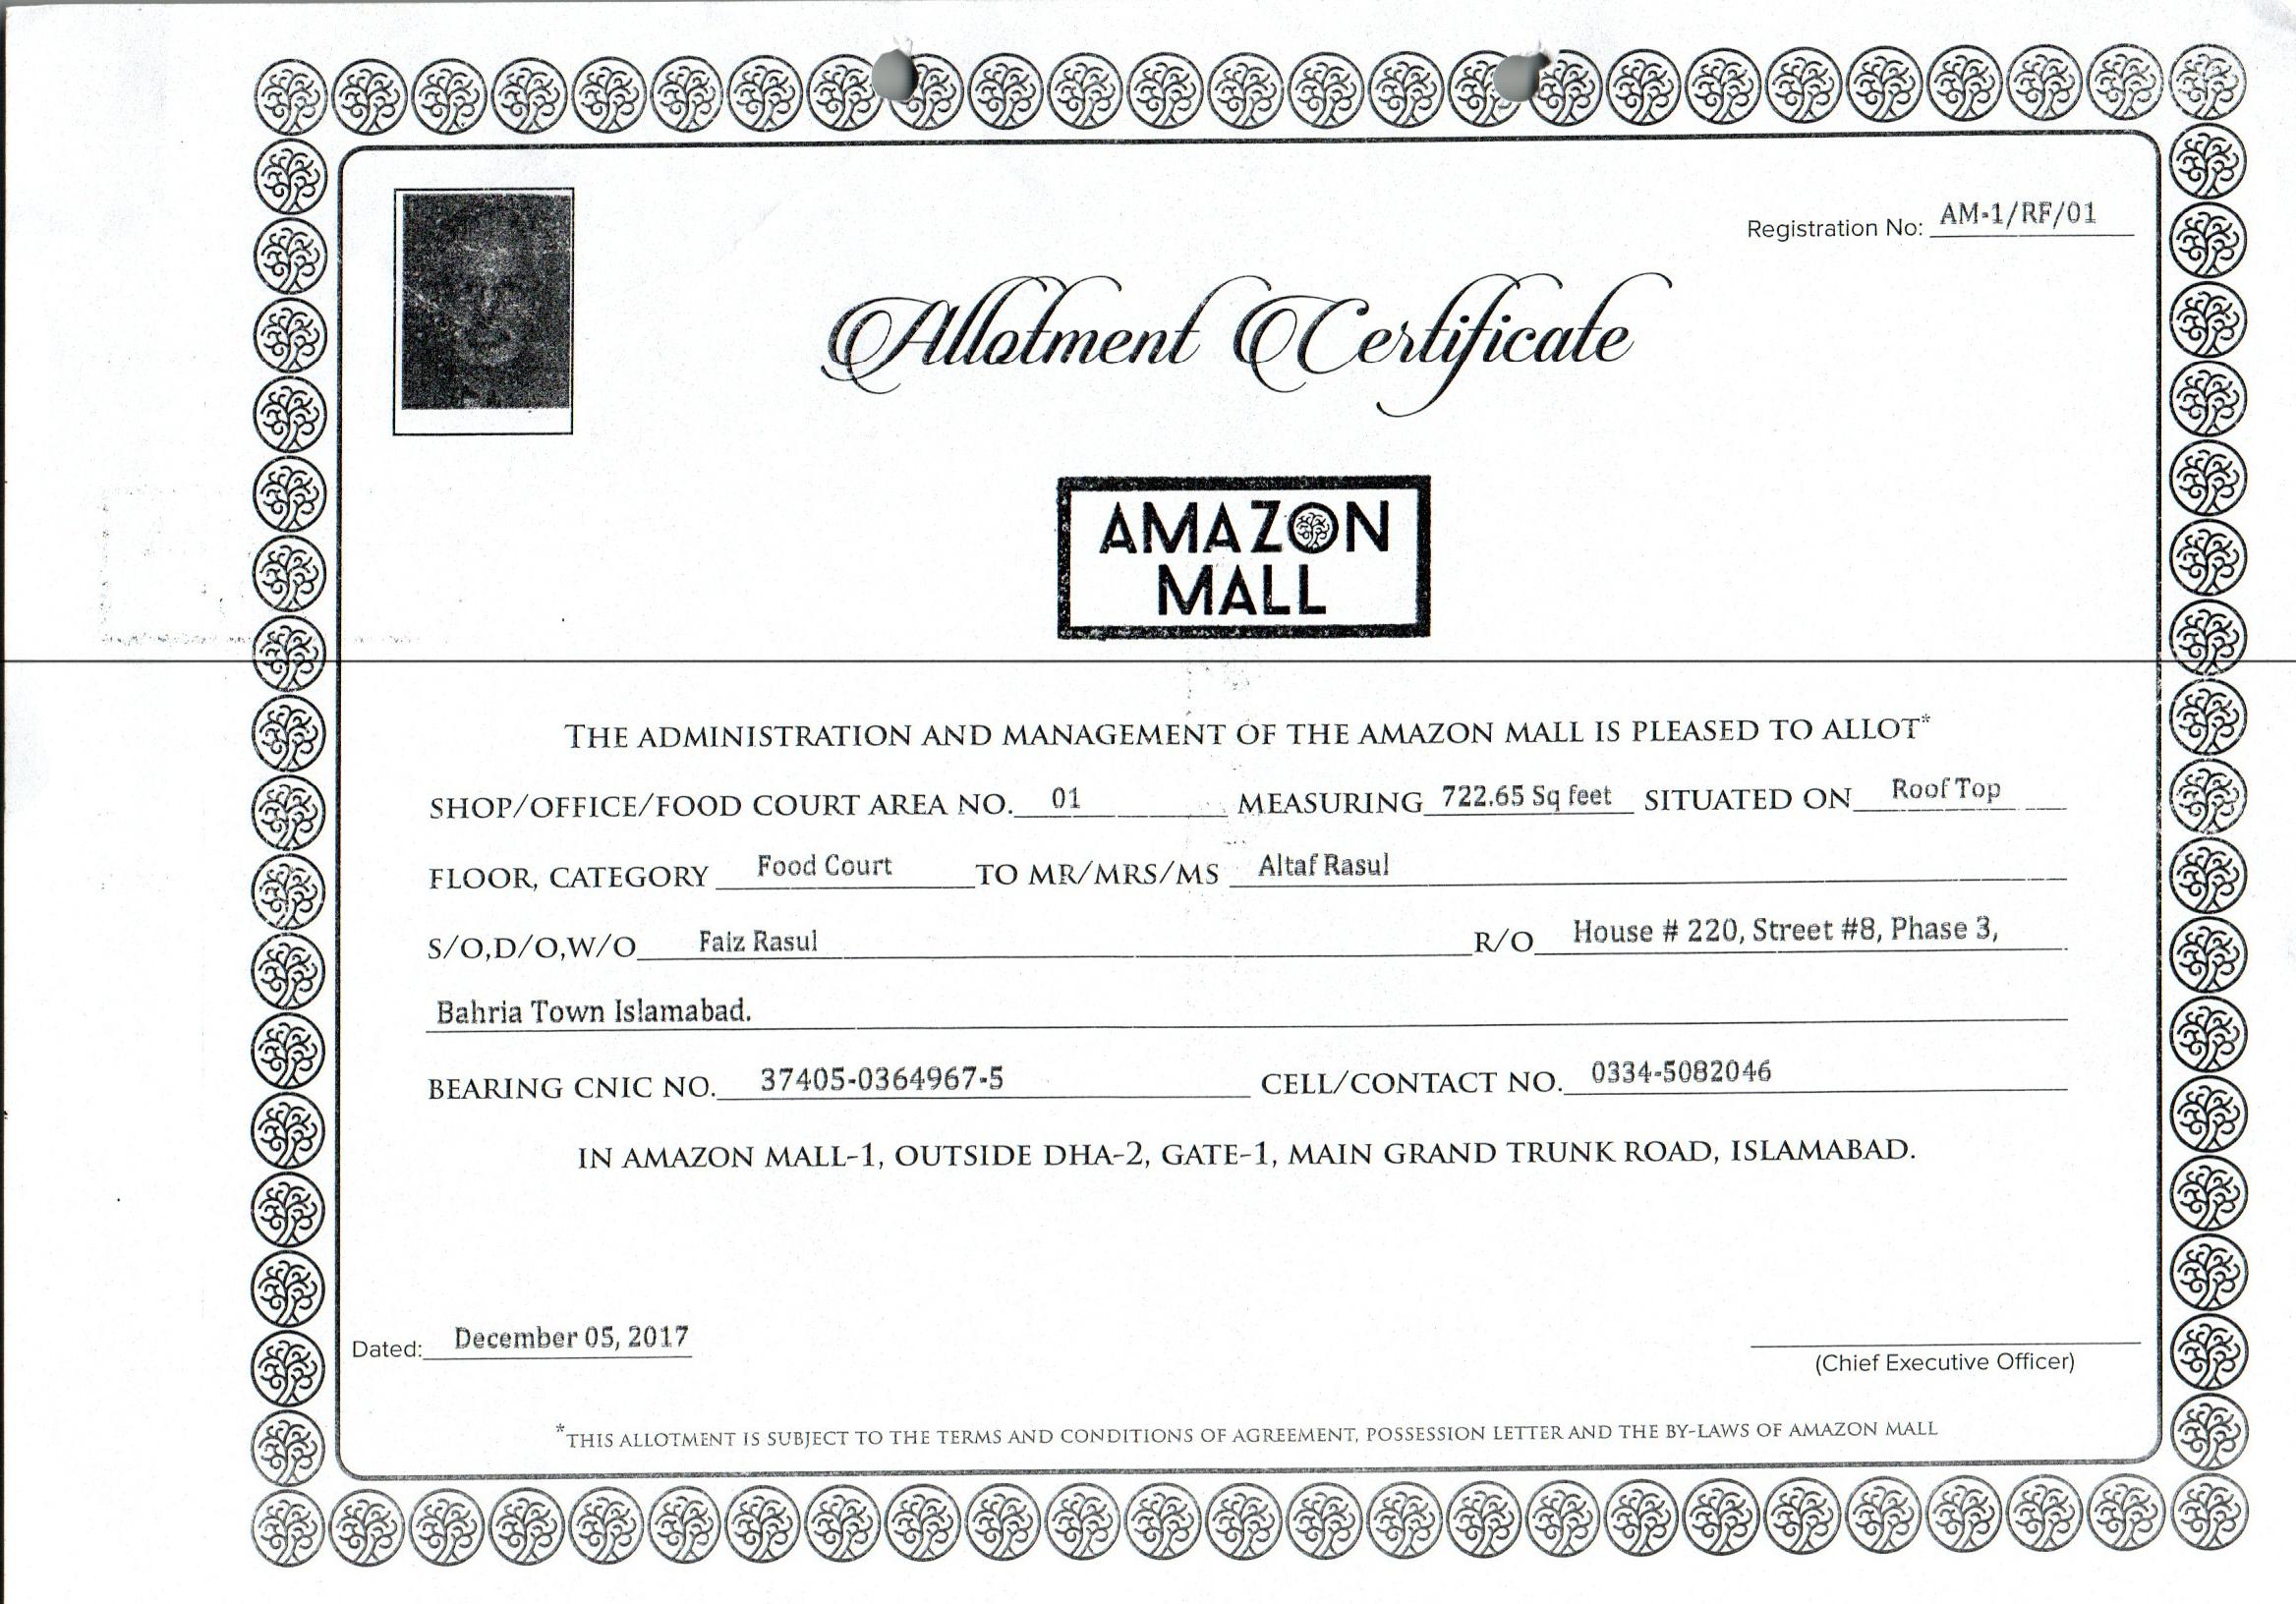 Registration No: AM-1/RF/01
Allotment Certificate
AMAZON
MALL
THE ADMINISTRATION AND MANAGEMENT OF THE AMAZON MALL IS PLEASED TO ALLOT*
SHOP/OFFICE/FOOD COURT AREA NO. 01 MEASURING 722.65 Sq feet SITUATED ON Roof Top
FLOOR, CATEGORY Food Court TO MR/MRS/MS Altaf Rasul
S/O,D/O,W/O Faiz Rasul R/O House # 220, Street #8, Phase 3,
Bahria Town Islamabad.
BEARING CNIC NO. 37405-0364967-5 CELL/CONTACT NO. 0334-5082046
IN AMAZON MALL-1, OUTSIDE DHA-2, GATE-1, MAIN GRAND TRUNK ROAD, ISLAMABAD.
Dated: December 05, 2017
(Chief Executive Officer)
*THIS ALLOTMENT IS SUBJECT TO THE TERMS AND CONDITIONS OF AGREEMENT, POSSESSION LETTER AND THE BY-LAWS OF AMAZON MALL